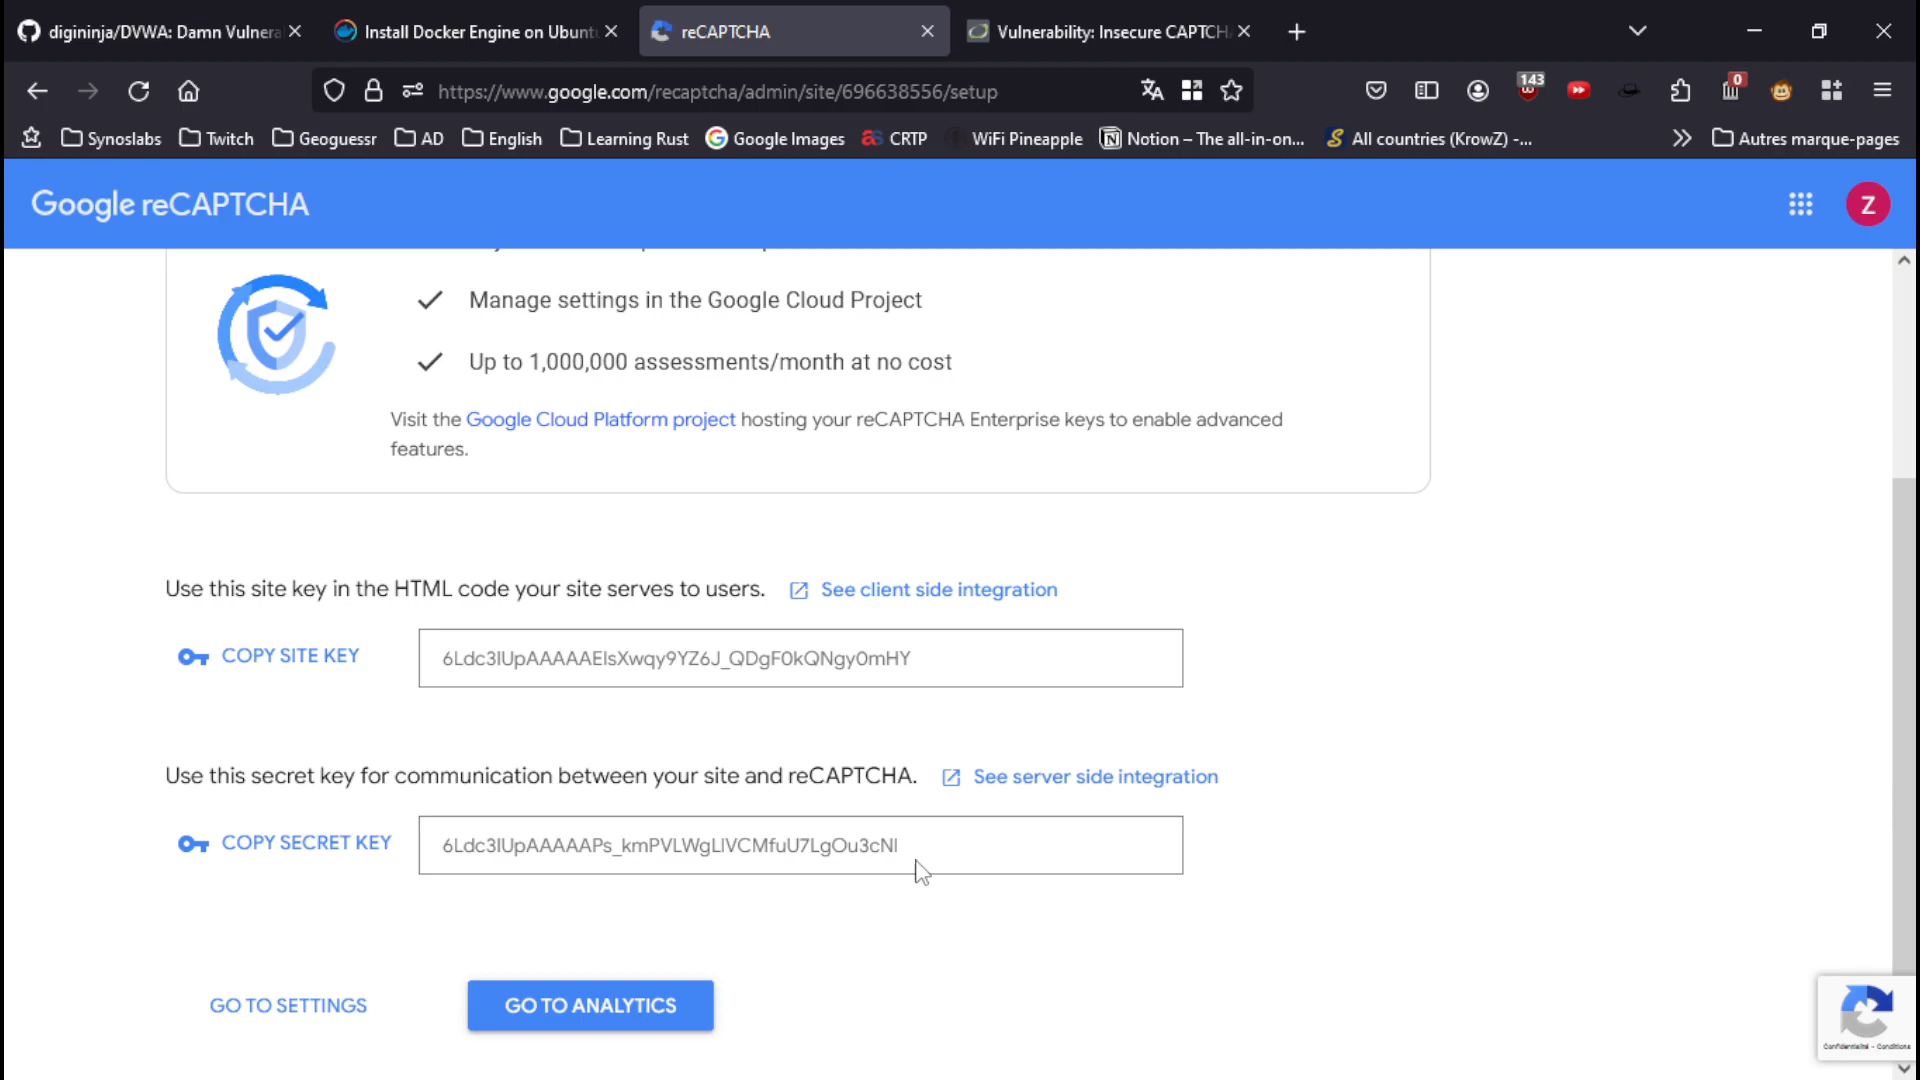 digininja/DVWA: Damn Vulnera
Install Docker Engine on Ubunt
reCAPTCHA
Vulnerability: Insecure CAPTCH
https://www.google.com/recaptcha/admin/site/696638556/setup
143
0
Synoslabs
Twitch
Geoguessr
AD
English
Learning Rust
Google Images
CRTP
WiFi Pineapple
Notion – The all-in-on...
All countries (KrowZ) -...
Autres marque-pages
Google reCAPTCHA
Z
Manage settings in the Google Cloud Project
Up to 1,000,000 assessments/month at no cost
Visit the Google Cloud Platform project hosting your reCAPTCHA Enterprise keys to enable advanced
features.
Use this site key in the HTML code your site serves to users.
See client side integration
COPY SITE KEY
6Ldc3IUpAAAAAEIsXwqy9YZ6J_QDgF0kQNgy0mHY
Use this secret key for communication between your site and reCAPTCHA.
See server side integration
COPY SECRET KEY
6Ldc3IUpAAAAAPs_kmPVLWgLIVCMfuU7LgOu3cNI
GO TO SETTINGS
GO TO ANALYTICS
Confidentialité - Conditions